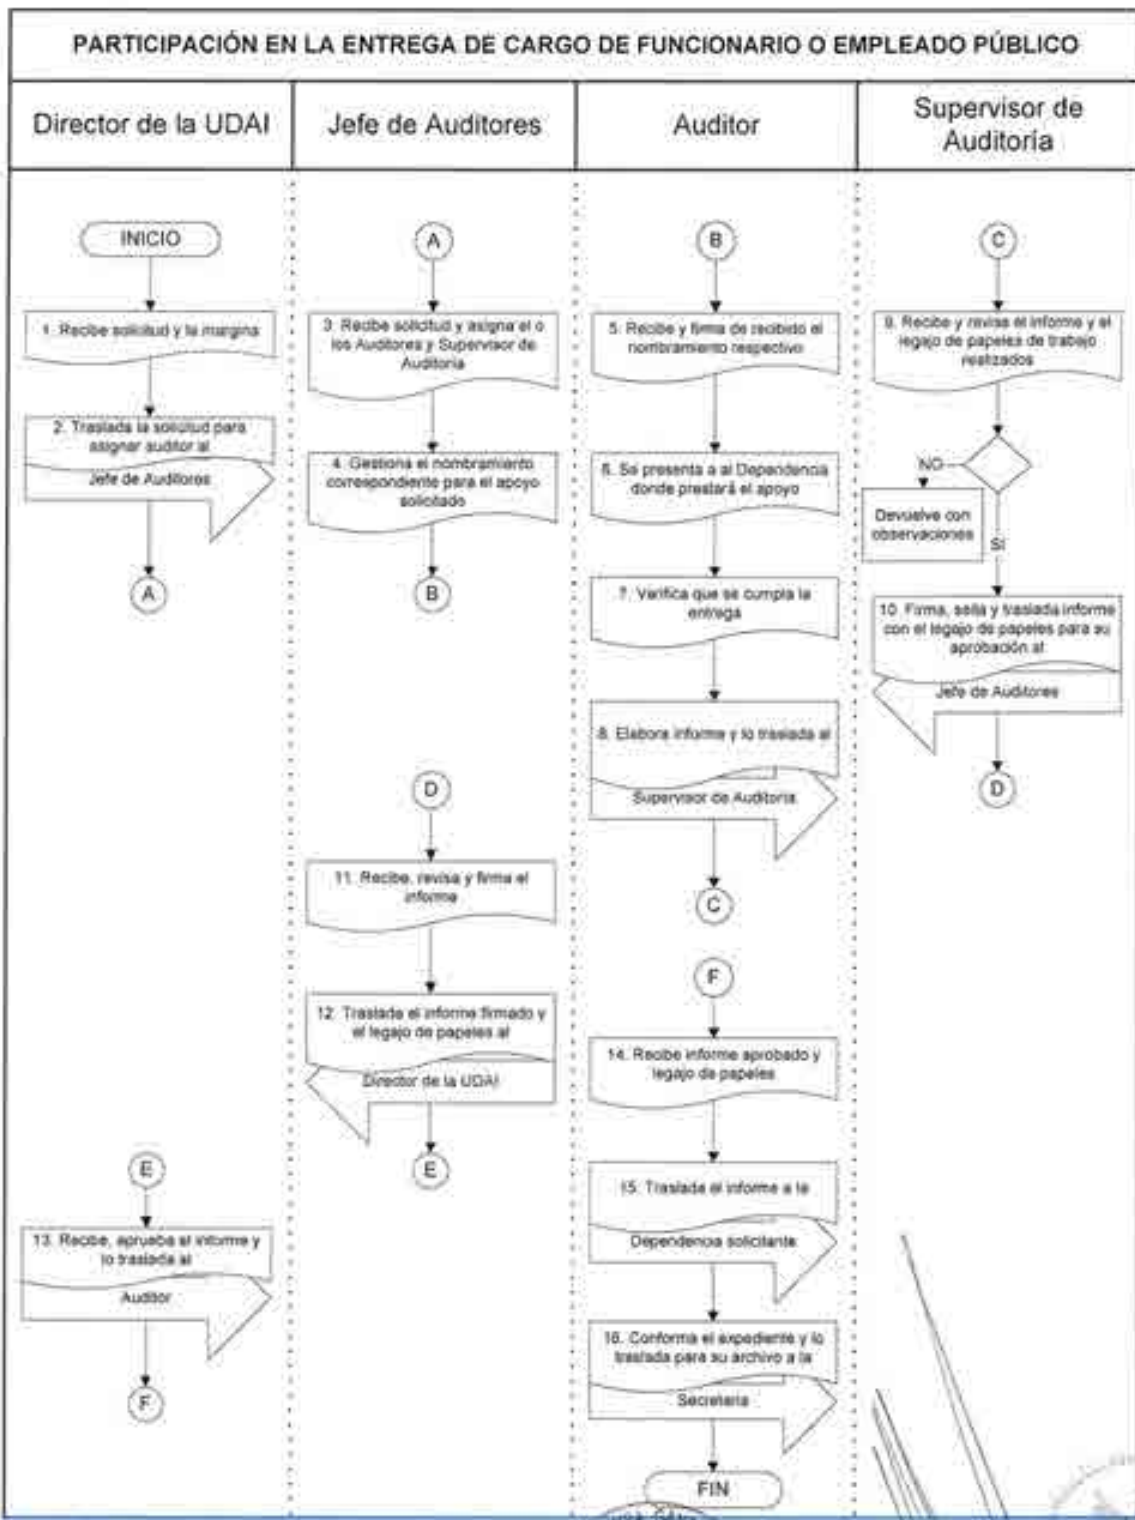 PARTICIPACIÓN EN LA ENTREGA DE CARGO DE FUNCIONARIO O EMPLEADO PÚBLICO
Director de la UDAI
Jefe de Auditores
Auditor
Supervisor de
Auditoría
INICIO
1. Recibe solicitud y la margina
2. Traslada la solicitud para
asignar auditor al
Jefe de Auditores
A
A
3. Recibe solicitud y asigna el o
los Auditores y Supervisor de
Auditoría
4. Gestiona el nombramiento
correspondiente para el apoyo
solicitado
B
B
5. Recibe y firma de recibido el
nombramiento respectivo
6. Se presenta a al Dependencia
donde prestará el apoyo
7. Verifica que se cumpla la
entrega
8. Elabora informe y lo traslada al
Supervisor de Auditoría
C
C
9. Recibe y revisa el informe y el
legajo de papeles de trabajo
realizados
NO
Devuelve con
observaciones
SI
10. Firma, sella y traslada informe
con el legajo de papeles para su
aprobación al
Jefe de Auditores
D
D
11. Recibe, revisa y firma el
informe
12. Traslada el informe firmado y
el legajo de papeles al
Director de la UDAI
E
E
13. Recibe, aprueba el informe y
lo traslada al
Auditor
F
F
14. Recibe informe aprobado y
legajo de papeles
15. Traslada el informe a la
Dependencia solicitante
16. Conforma el expediente y lo
traslada para su archivo a la
Secretaria
FIN